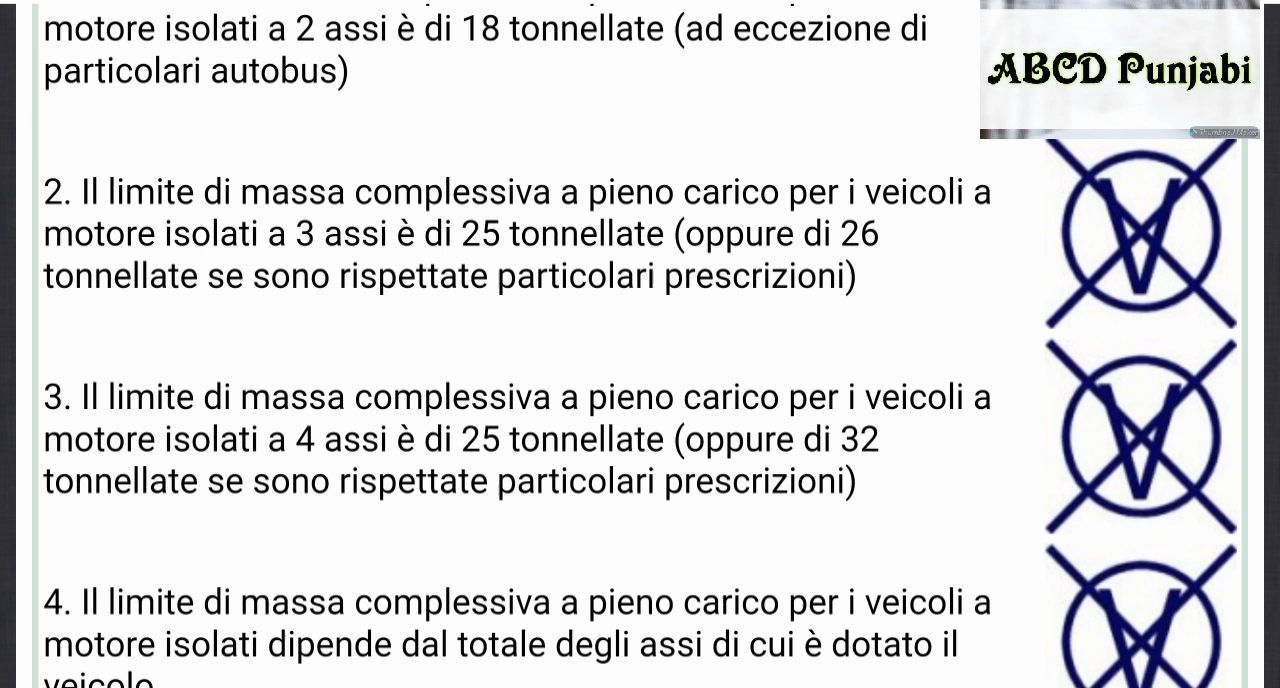 motore isolati a 2 assi è di 18 tonnellate (ad eccezione di
particolari autobus)
ABCD Punjabi
2. Il limite di massa complessiva a pieno carico per i veicoli a
motore isolati a 3 assi è di 25 tonnellate (oppure di 26
tonnellate se sono rispettate particolari prescrizioni)
V
3. Il limite di massa complessiva a pieno carico per i veicoli a
motore isolati a 4 assi è di 25 tonnellate (oppure di 32
tonnellate se sono rispettate particolari prescrizioni)
V
4. Il limite di massa complessiva a pieno carico per i veicoli a
motore isolati dipende dal totale degli assi di cui è dotato il
veicolo
V